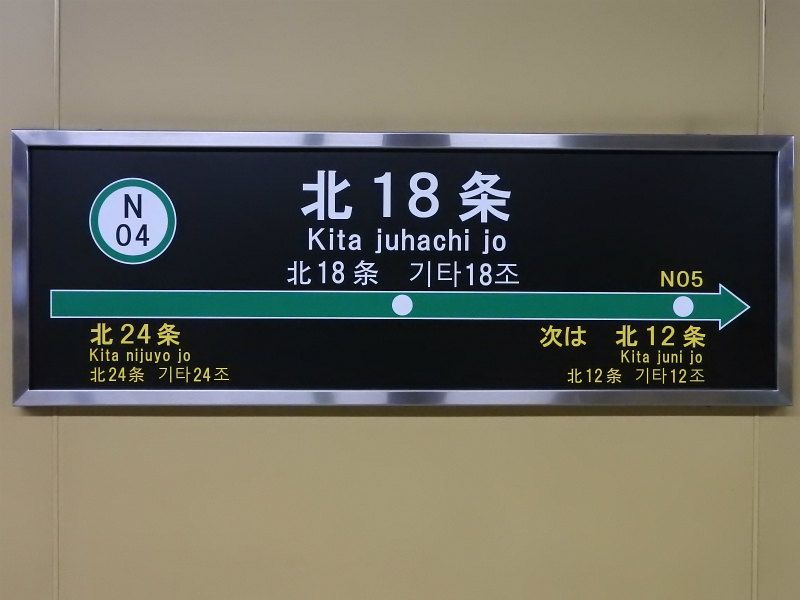 N
04
北18条
Kita juhachi jo
北18条 기타18조
N05
北24条
Kita nijuyo jo
北24条 기타24조
次は 北12条
Kita juni jo
北12条 기타12조